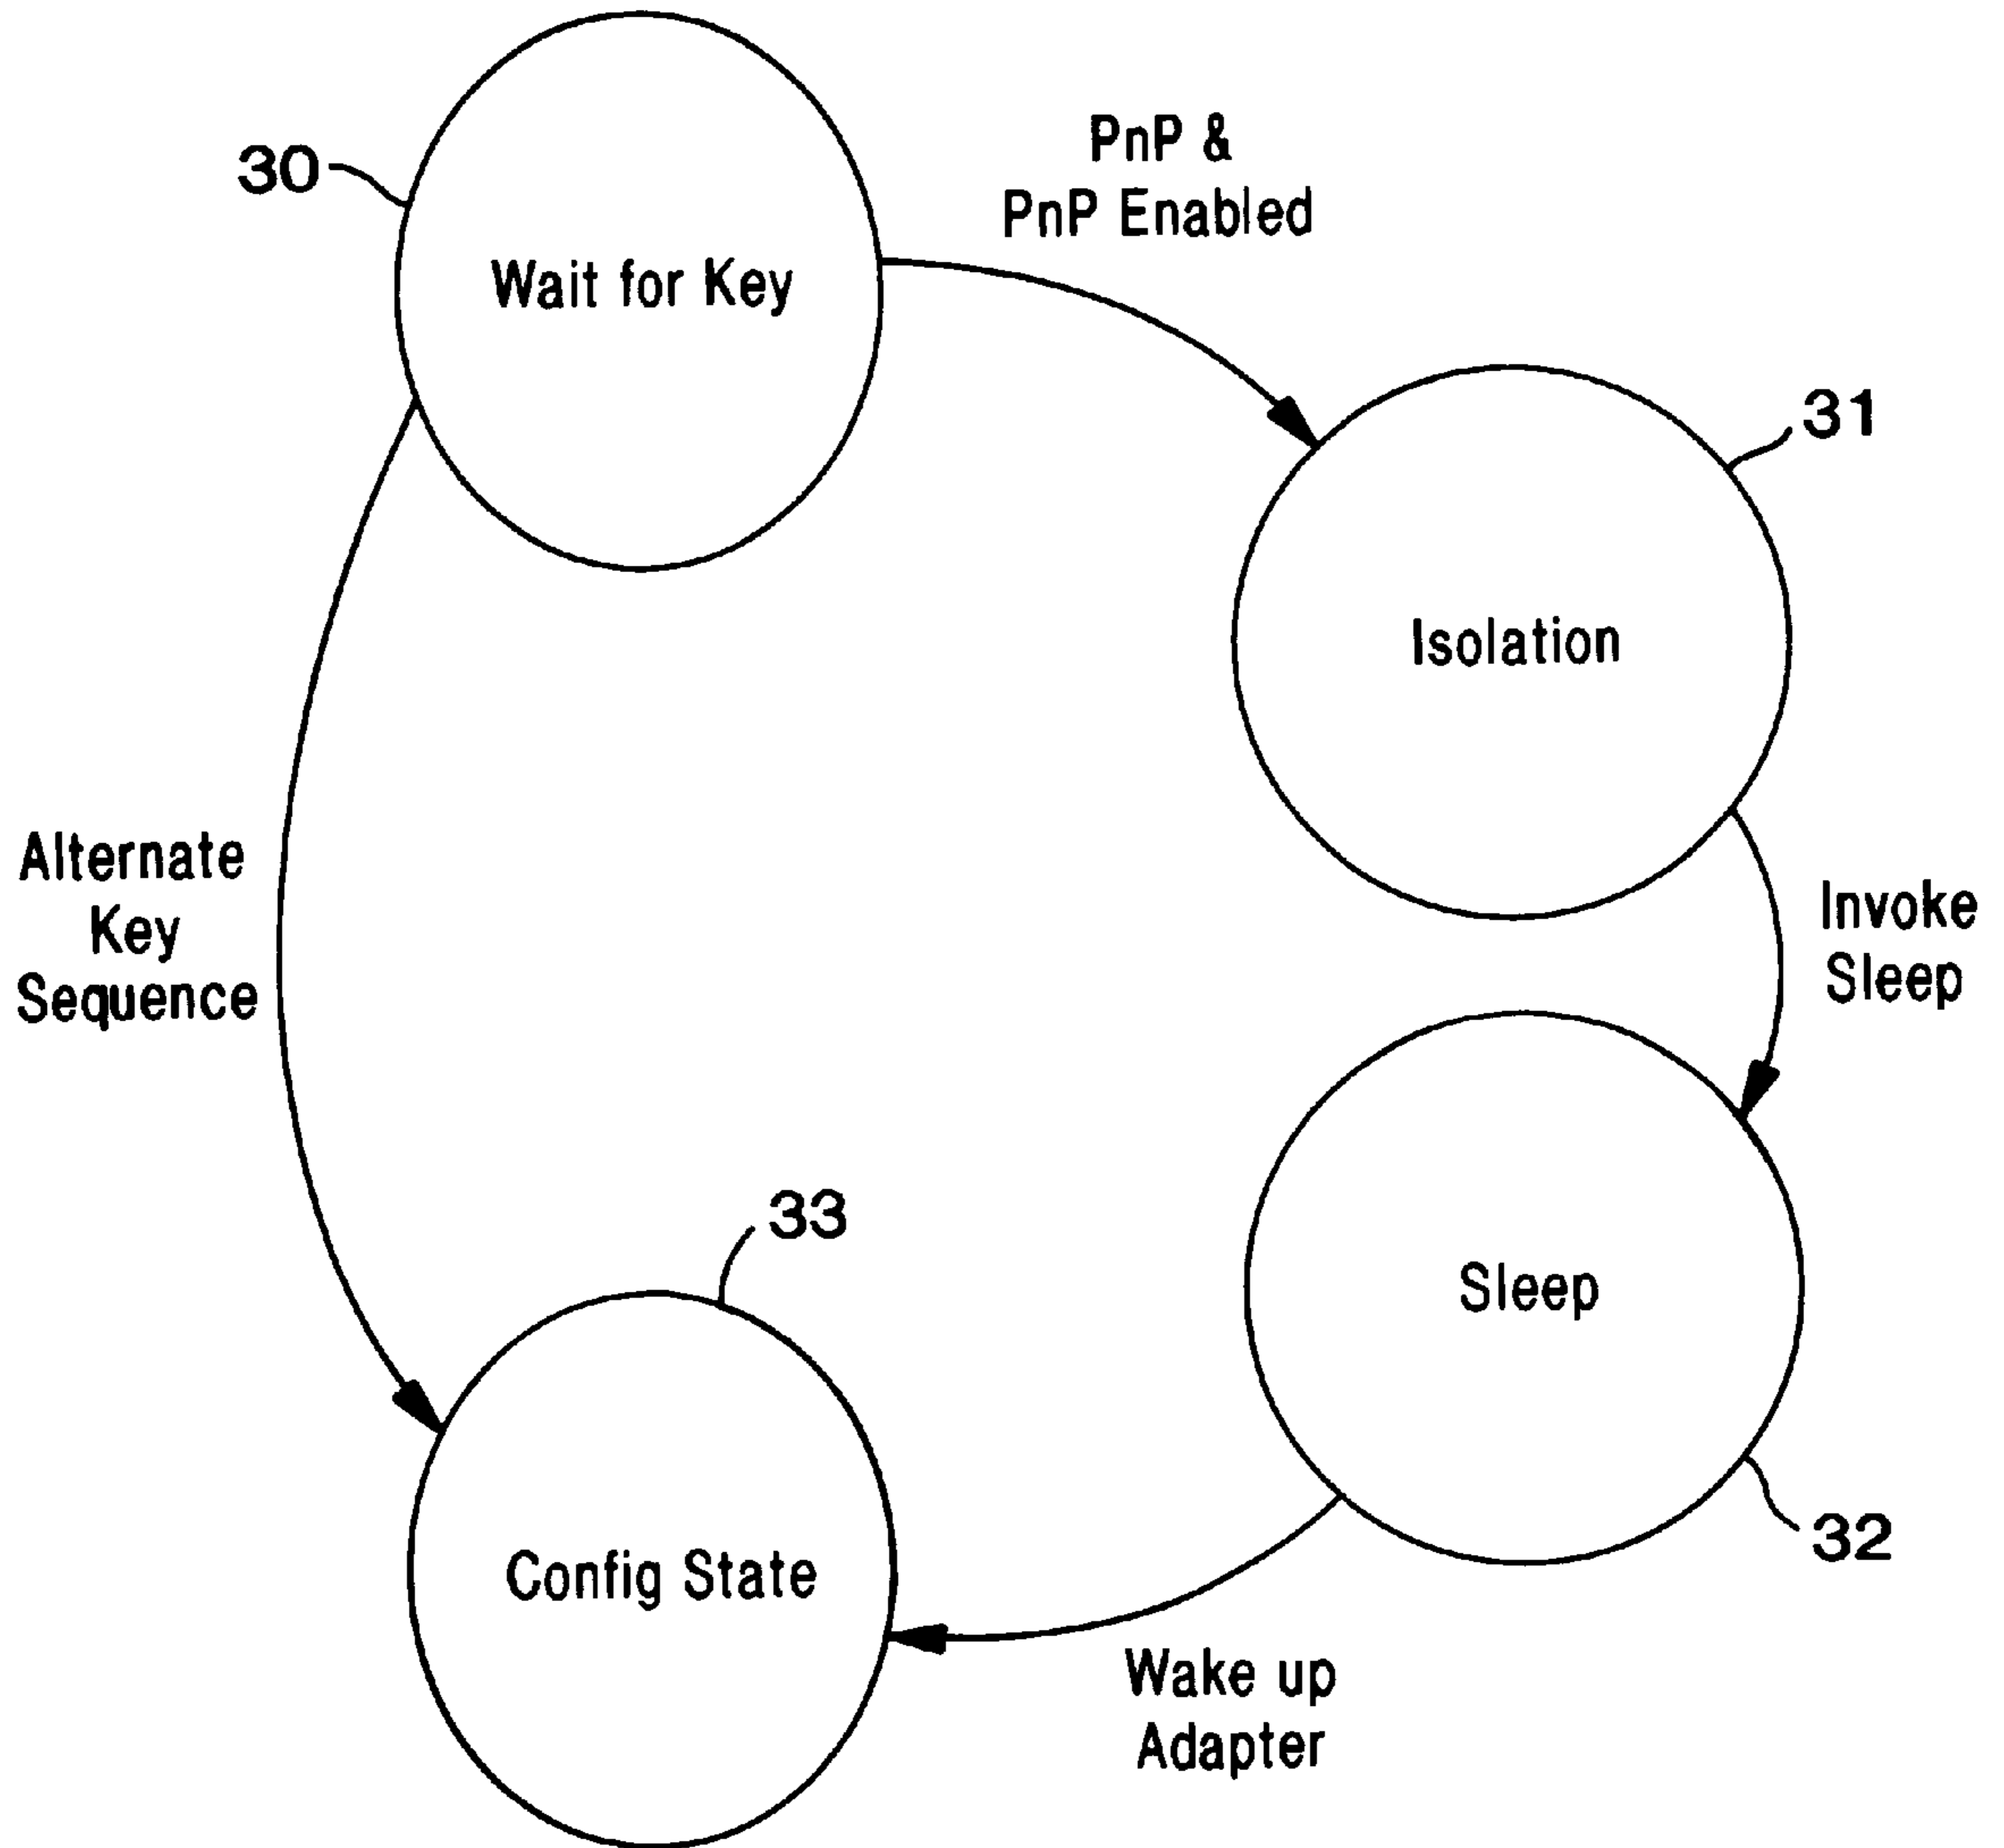 30
Wait for Key
PnP &
PnP Enabled
31
Isolation
Alternate
Key
Sequence
Invoke
Sleep
33
Sleep
Config State
32
Wake up
Adapter